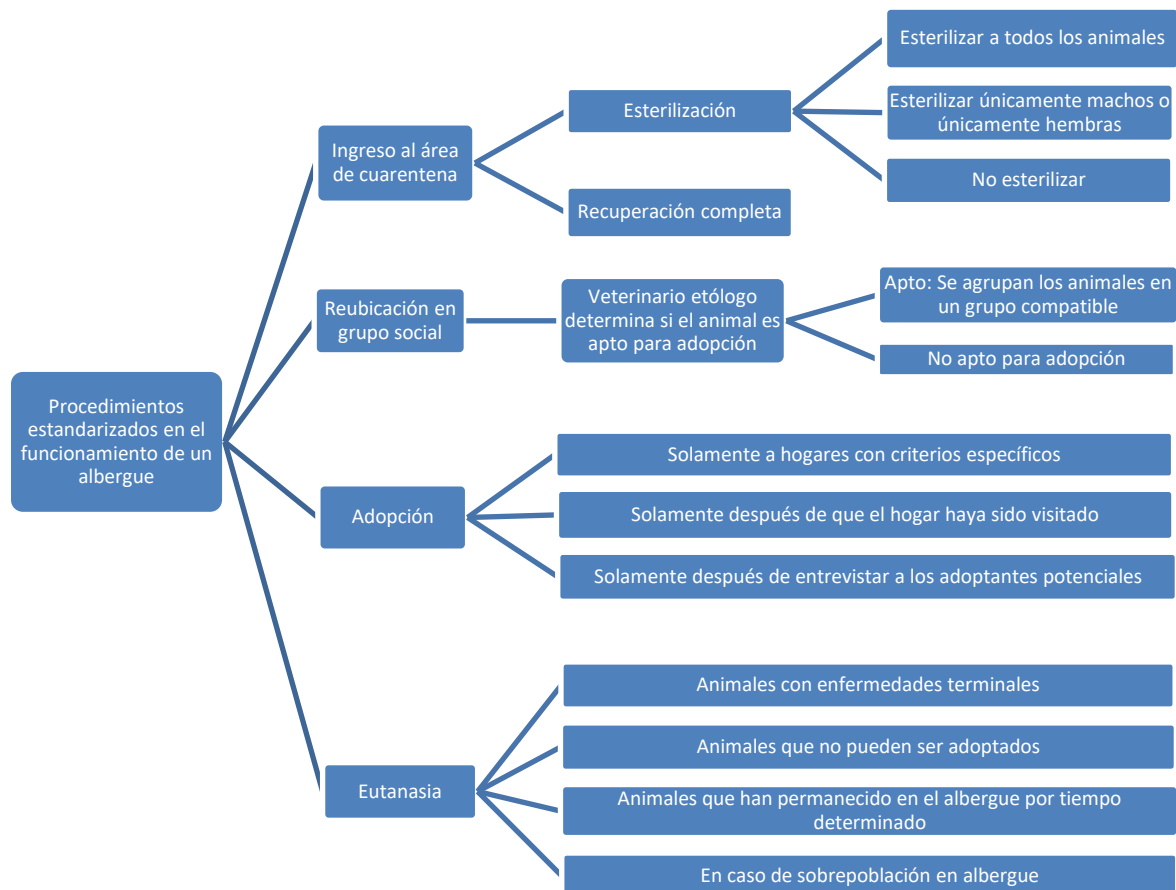 Procedimientos
estandarizados en el
funcionamiento de un
albergue
Ingreso al área
de cuarentena
Esterilización
Esterilizar a todos los animales
Esterilizar únicamente machos o
únicamente hembras
No esterilizar
Recuperación completa
Reubicación en
grupo social
Veterinario etólogo
determina si el animal es
apto para adopción
Apto: Se agrupan los animales en
un grupo compatible
No apto para adopción
Adopción
Solamente a hogares con criterios específicos
Solamente después de que el hogar haya sido visitado
Solamente después de entrevistar a los adoptantes potenciales
Eutanasia
Animales con enfermedades terminales
Animales que no pueden ser adoptados
Animales que han permanecido en el albergue por tiempo
determinado
En caso de sobrepoblación en albergue